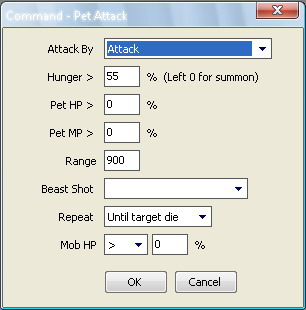 Command - Pet Attack
Attack By Attack
Hunger > 55 % (Left 0 for summon)
Pet HP > 0 %
Pet MP > 0 %
Range 900
Beast Shot
Repeat Until target die
Mob HP > 0 %
OK Cancel